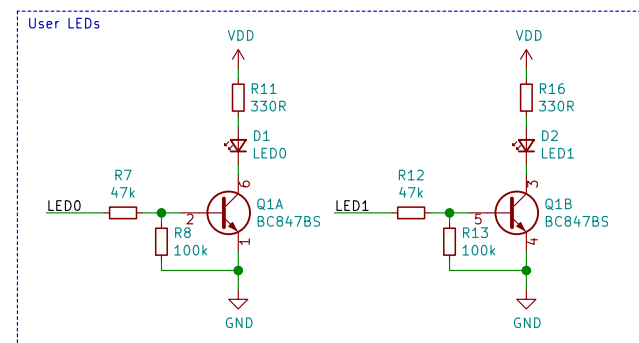 User LEDs
VDD
R11
330R
D1
LED0
R7
47k
LED0
6
Q1A
BC847BS
2
R8
100k
1
GND
VDD
R16
330R
D2
LED1
R12
47k
LED1
3
Q1B
BC847BS
5
R13
100k
4
GND